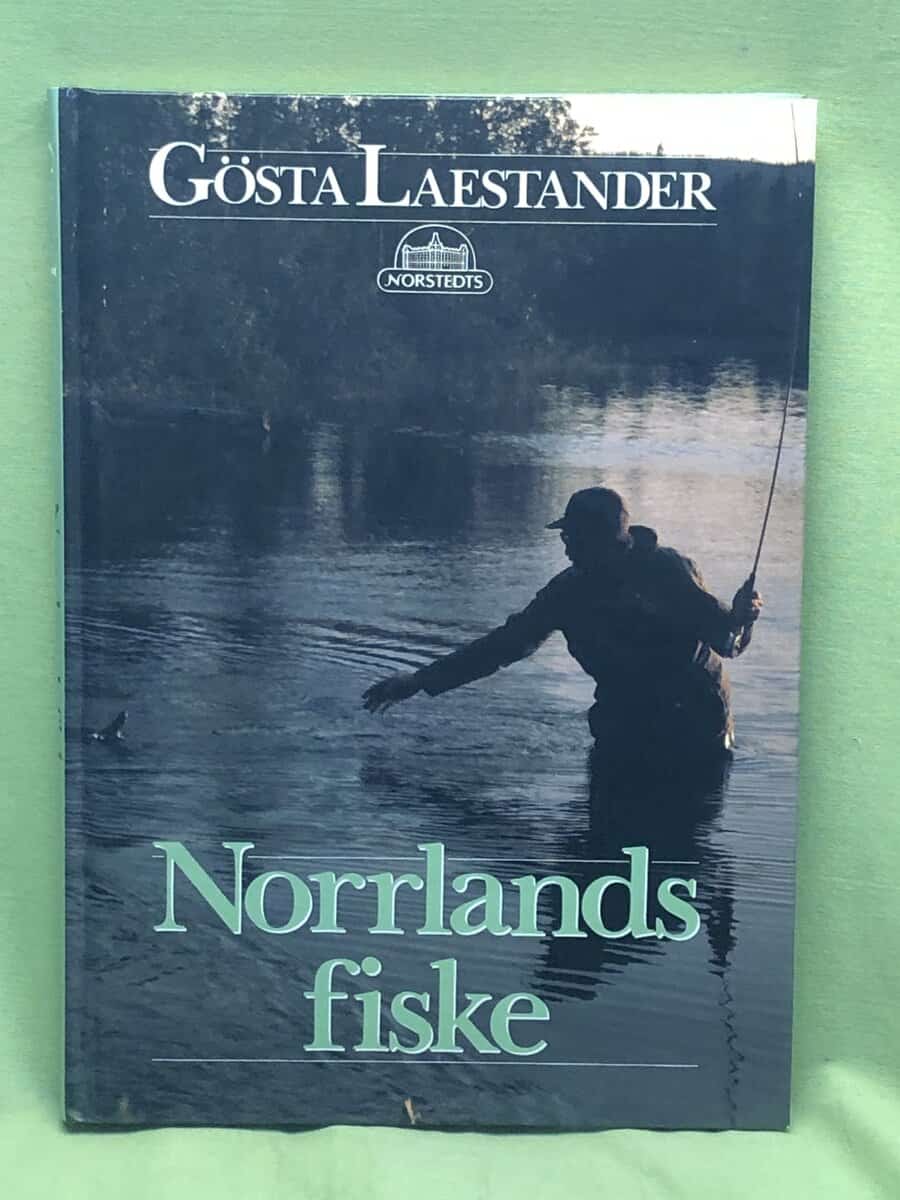 GÖSTA LAESTANDER
NORSTEDTS
Norrlands
fiske